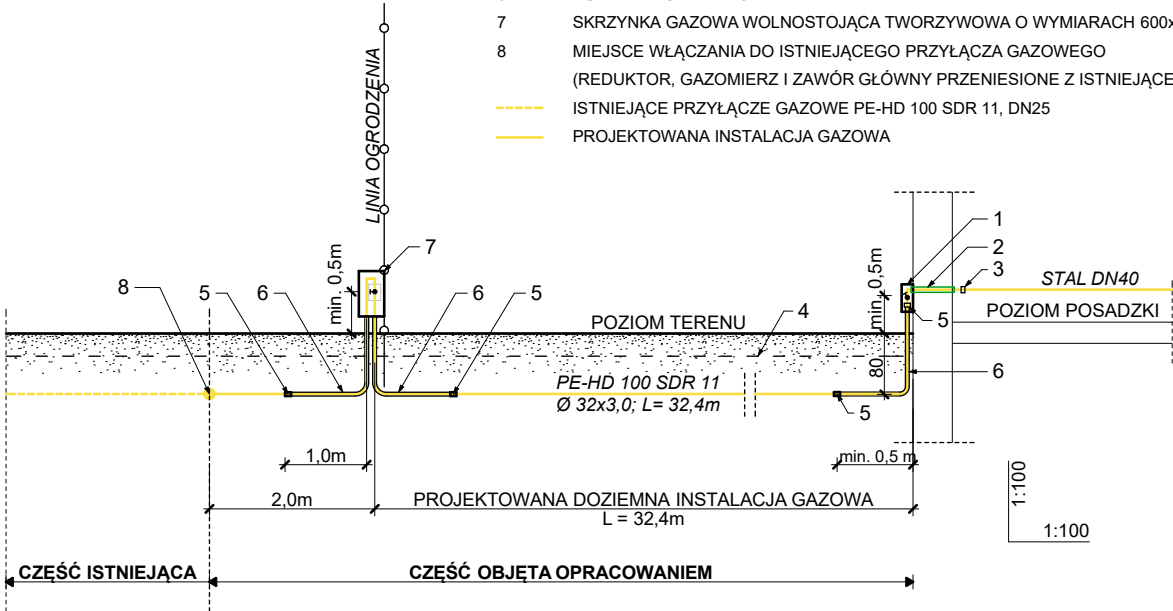 7 SKRZYNKA GAZOWA WOLNOSTOJĄCA TWORZYWOWA O WYMIARACH 600x
8 MIEJSCE WŁĄCZANIA DO ISTNIEJĄCEGO PRZYŁĄCZA GAZOWEGO
(REDUKTOR, GAZOMIERZ I ZAWÓR GŁÓWNY PRZENIESIONE Z ISTNIEJĄCE
ISTNIEJĄCE PRZYŁĄCZE GAZOWE PE-HD 100 SDR 11, DN25
PROJEKTOWANA INSTALACJA GAZOWA
LINIA OGRODZENIA
7
1
2
3
min. 0,5m
min. 0,5m
STAL DN40
8
5
6
6
5
5
POZIOM TERENU
4
POZIOM POSADZKI
80
6
PE-HD 100 SDR 11
Ø 32x3,0; L= 32,4m
5
1,0m
min. 0,5 m
2,0m
PROJEKTOWANA DOZIEMNA INSTALACJA GAZOWA
L = 32,4m
1:100
1:100
CZĘŚĆ ISTNIEJĄCA
CZĘŚĆ OBJĘTA OPRACOWANIEM